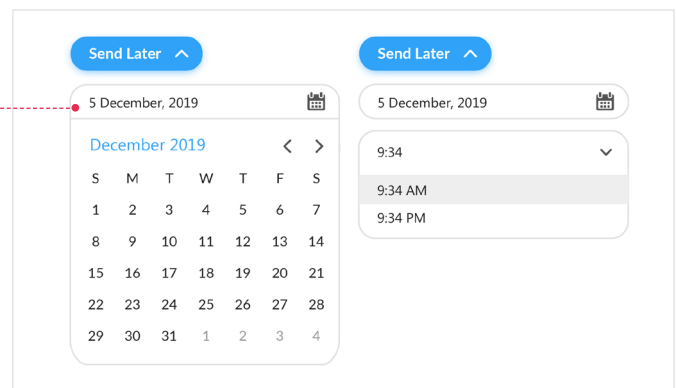 Send Later
5 December, 2019
December 2019
S M T W T F S
1 2 3 4 5 6 7
8 9 10 11 12 13 14
15 16 17 18 19 20 21
22 23 24 25 26 27 28
29 30 31 1 2 3 4
Send Later
5 December, 2019
9:34
9:34 AM
9:34 PM